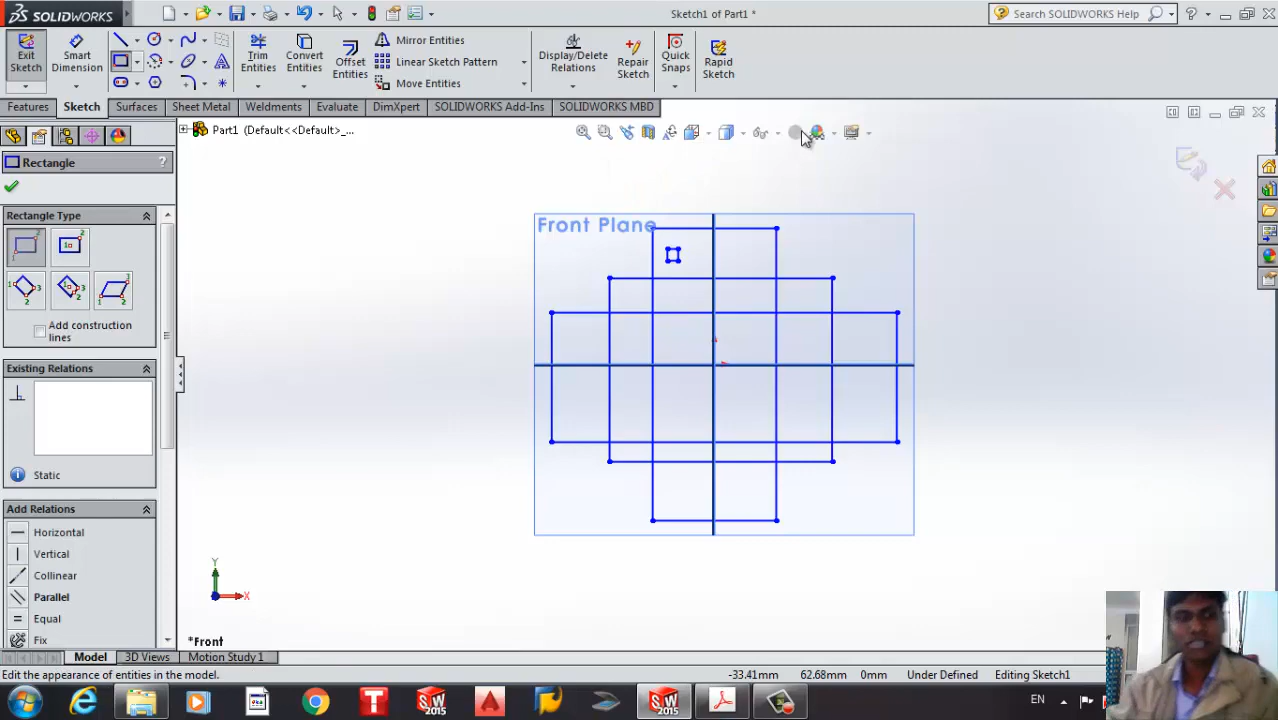 SOLIDWORKS
Sketch1 of Part1 *
Search SOLIDWORKS Help
Exit Sketch
Smart Dimension
Trim Entities
Convert Entities
Offset Entities
Mirror Entities
Linear Sketch Pattern
Move Entities
Display/Delete Relations
Repair Sketch
Quick Snaps
Rapid Sketch
Features Sketch Surfaces Sheet Metal Weldments Evaluate DimXpert SOLIDWORKS Add-Ins SOLIDWORKS MBD
Part1 (Default<<Default>_...
Rectangle ?
Rectangle Type
Add construction
lines
Existing Relations
Static
Add Relations
Horizontal
Vertical
Collinear
Parallel
Equal
Fix
Front Plane
Y
X
*Front
Model 3D Views Motion Study 1
Edit the appearance of entities in the model. -33.41mm 62.68mm 0mm Under Defined Editing Sketch1
SW 2015
SW 2015
EN